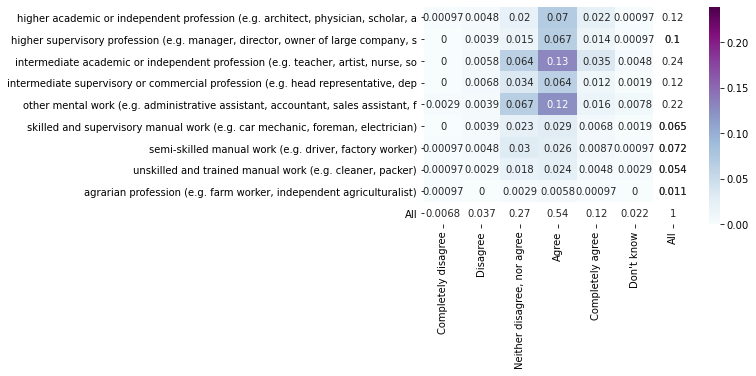 higher academic or independent profession (e.g. architect, physician, scholar, a 0.00097 0.0048 0.02 0.07 0.022 0.00097 0.12
higher supervisory profession (e.g. manager, director, owner of large company, s 0 0.0039 0.015 0.067 0.014 0.00097 0.1
intermediate academic or independent profession (e.g. teacher, artist, nurse, so 0 0.0058 0.064 0.13 0.035 0.0048 0.24
intermediate supervisory or commercial profession (e.g. head representative, dep 0 0.0068 0.034 0.064 0.012 0.0019 0.12
other mental work (e.g. administrative assistant, accountant, sales assistant, f 0.0029 0.0039 0.067 0.12 0.016 0.0078 0.22
skilled and supervisory manual work (e.g. car mechanic, foreman, electrician) 0 0.0039 0.023 0.029 0.0068 0.0019 0.065
semi-skilled manual work (e.g. driver, factory worker) 0.00097 0.0048 0.03 0.026 0.0087 0.00097 0.072
unskilled and trained manual work (e.g. cleaner, packer) 0.00097 0.0029 0.018 0.024 0.0048 0.0029 0.054
agrarian profession (e.g. farm worker, independent agriculturalist) 0.00097 0 0.0029 0.0058 0.00097 0 0.011
All 0.0068 0.037 0.27 0.54 0.12 0.022 1
Completely disagree
Disagree
Neither disagree, nor agree
Agree
Completely agree
Don't know
All
0.20
0.15
0.10
0.05
0.00